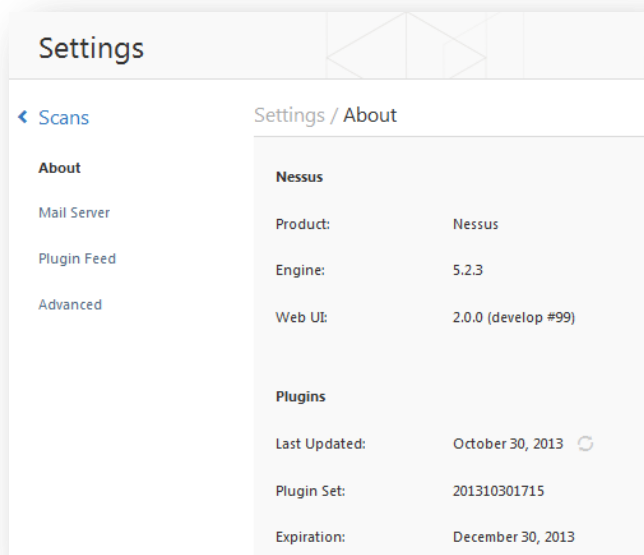 Settings
Scans
About
Mail Server
Plugin Feed
Advanced
Settings / About
Nessus
Product: Nessus
Engine: 5.2.3
Web UI: 2.0.0 (develop #99)
Plugins
Last Updated: October 30, 2013
Plugin Set: 201310301715
Expiration: December 30, 2013